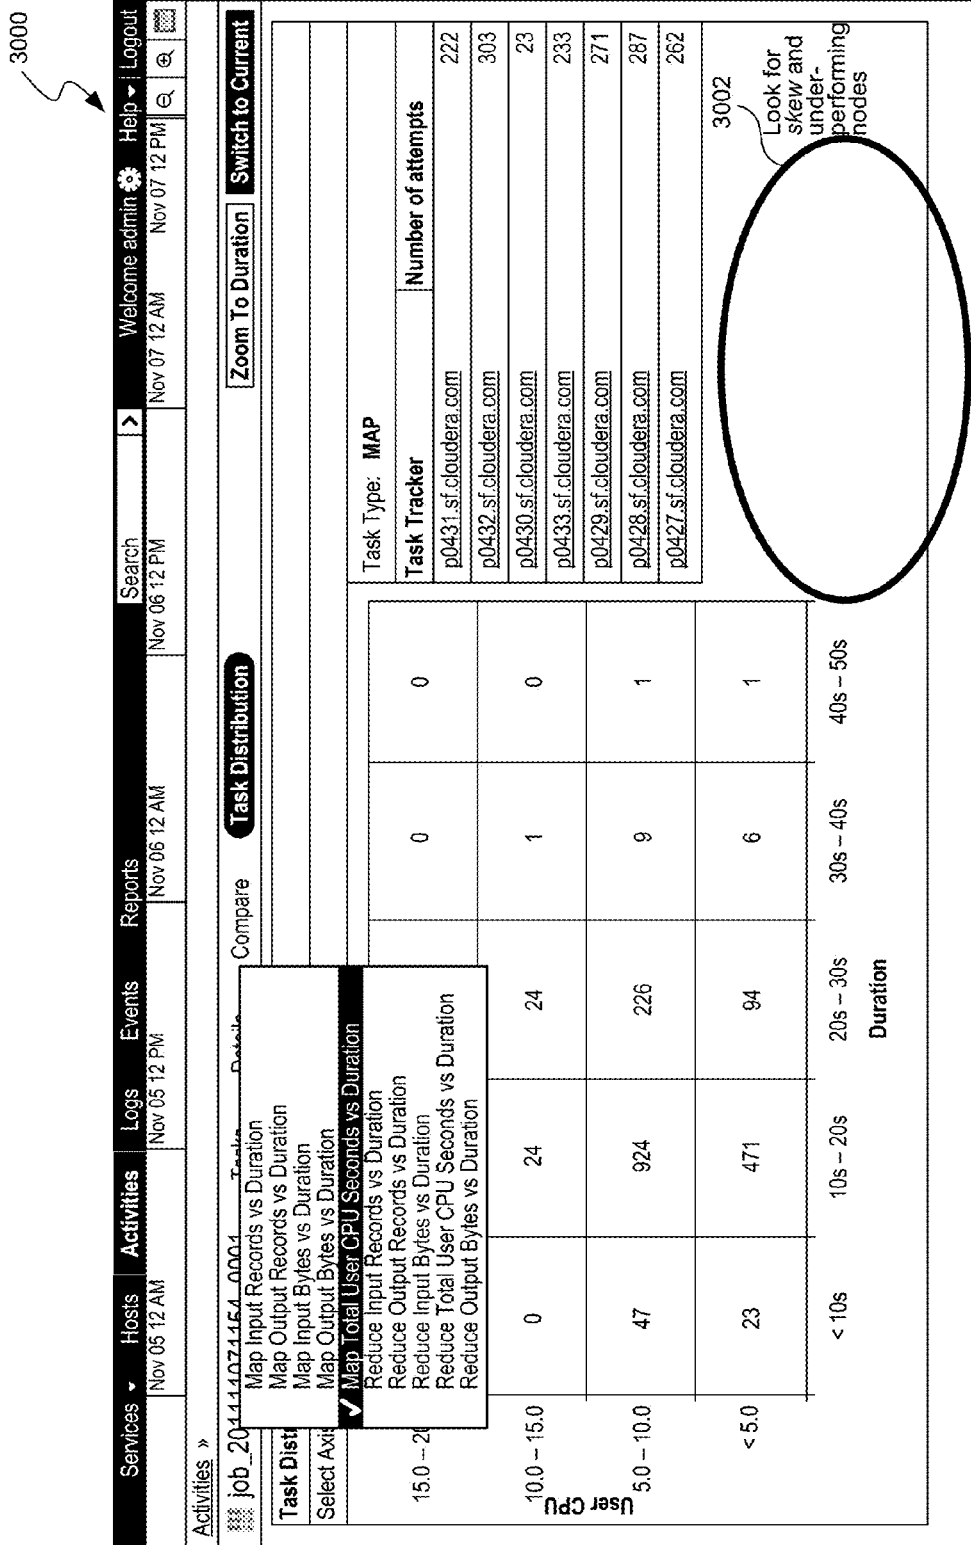 3000
Services Hosts Activities Logs Events Reports Search Welcome admin Help Logout
Nov 05 12 AM Nov 05 12 PM Nov 06 12 AM Nov 06 12 PM Nov 07 12 AM Nov 07 12 PM
Activities »
job_201111071154_0001 Tasks Details Compare Task Distribution Zoom To Duration Switch to Current
Map Input Records vs Duration
Map Output Records vs Duration
Map Input Bytes vs Duration
Map Output Bytes vs Duration
✓ Map Total User CPU Seconds vs Duration
Reduce Input Records vs Duration
Reduce Output Records vs Duration
Reduce Input Bytes vs Duration
Reduce Total User CPU Seconds vs Duration
Reduce Output Bytes vs Duration
Task Distr
Select Axis
User CPU
15.0 – 20 0 0
10.0 – 15.0 0 24 24 1 0
5.0 – 10.0 47 924 226 9 1
< 5.0 23 471 94 6 1
< 10s 10s – 20s 20s – 30s 30s – 40s 40s – 50s
Duration
Task Type: MAP
Task Tracker Number of attempts
p0431.sf.cloudera.com 222
p0432.sf.cloudera.com 303
p0430.sf.cloudera.com 23
p0433.sf.cloudera.com 233
p0429.sf.cloudera.com 271
p0428.sf.cloudera.com 287
p0427.sf.cloudera.com 262
3002
Look for
skew and
under-
performing
nodes